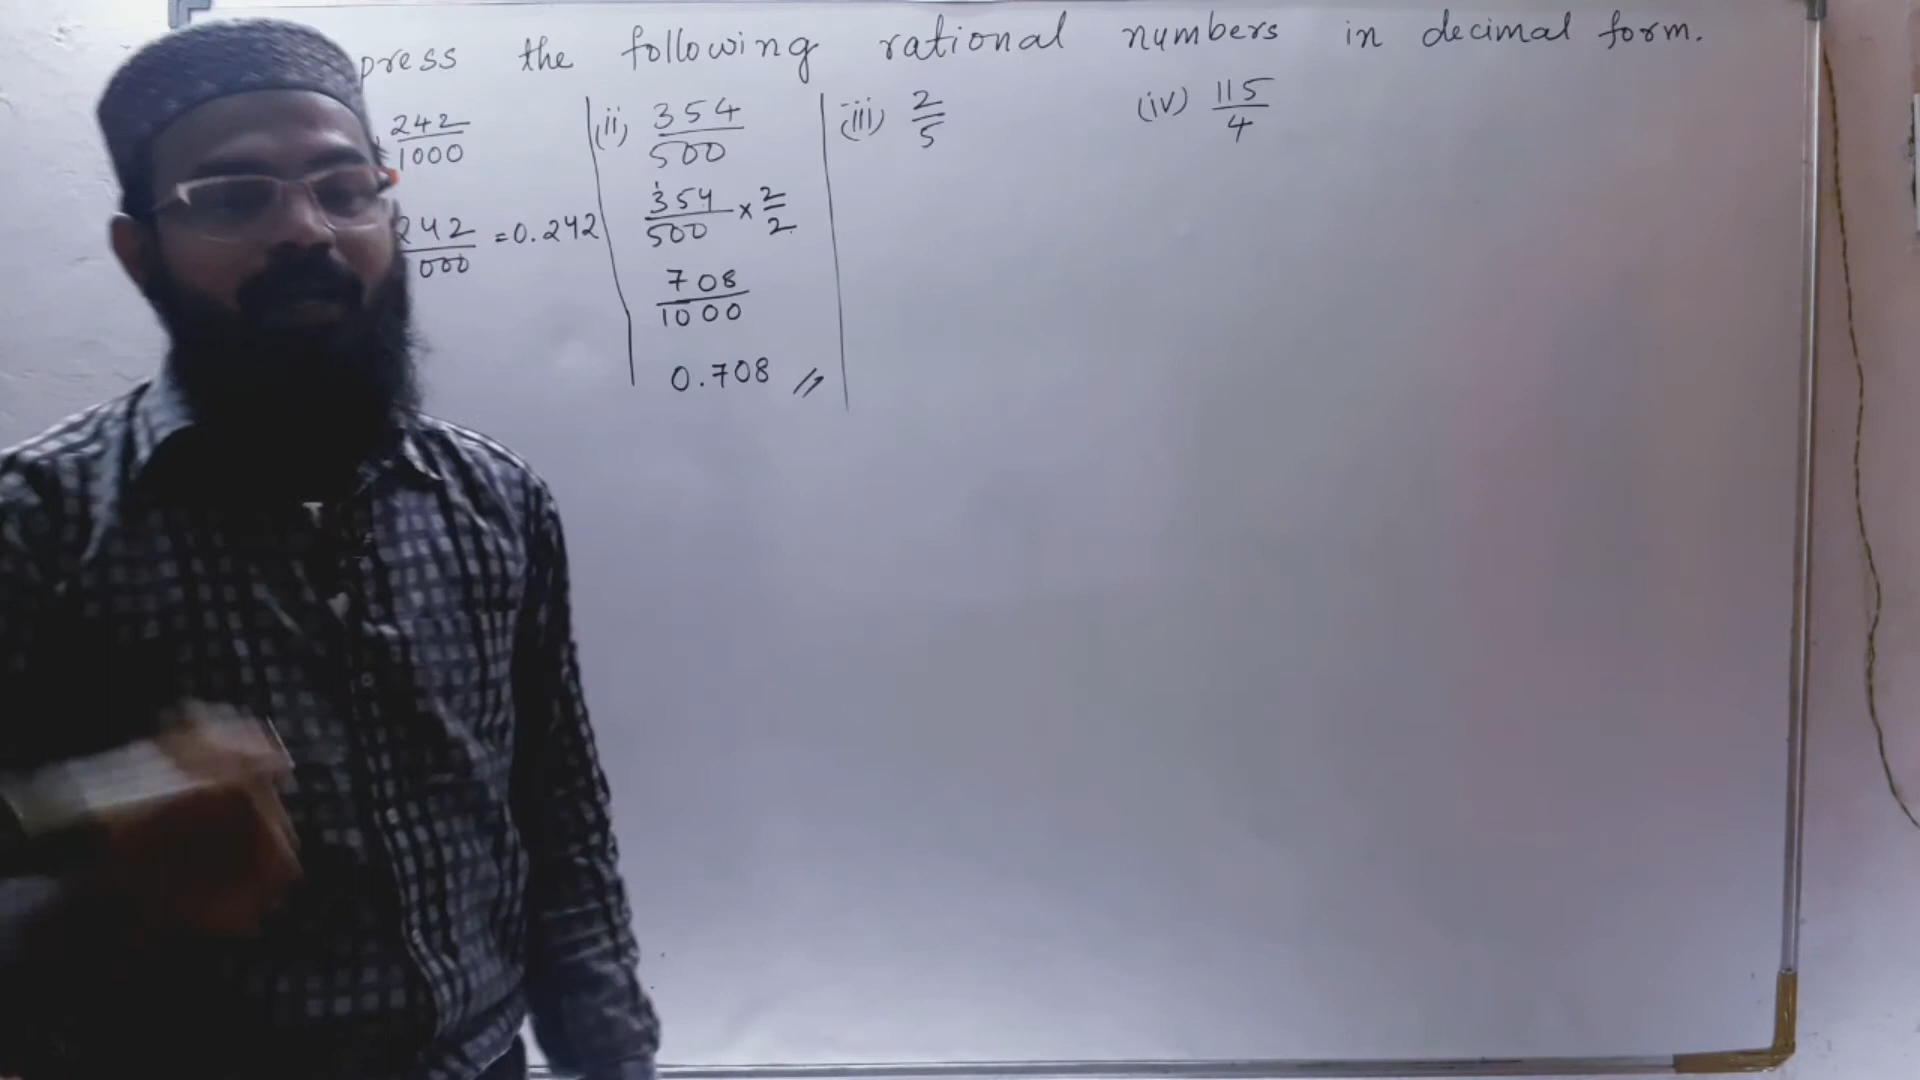 press the following rational numbers in decimal form.
242/1000
242/000 = 0.242
(ii) 354/500
354/500 × 2/2
708/1000
0.708 //
(iii) 2/5
(iv) 115/4